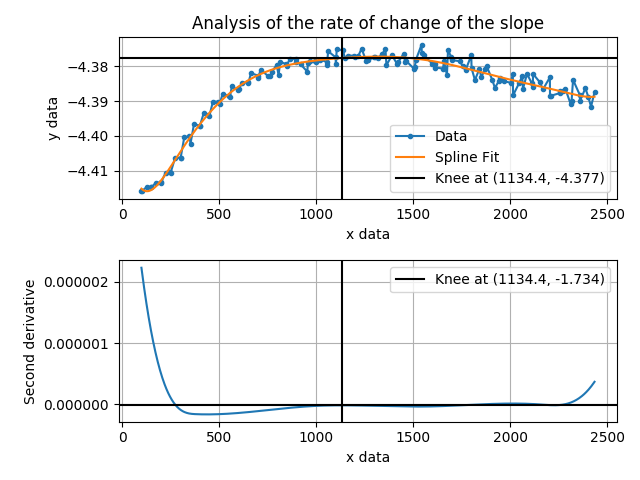 Analysis of the rate of change of the slope
y data
−4.38
−4.39
−4.40
−4.41
Data
Spline Fit
Knee at (1134.4, -4.377)
0 500 1000 1500 2000 2500
x data
Second derivative
0.000002
0.000001
0.000000
Knee at (1134.4, -1.734)
0 500 1000 1500 2000 2500
x data